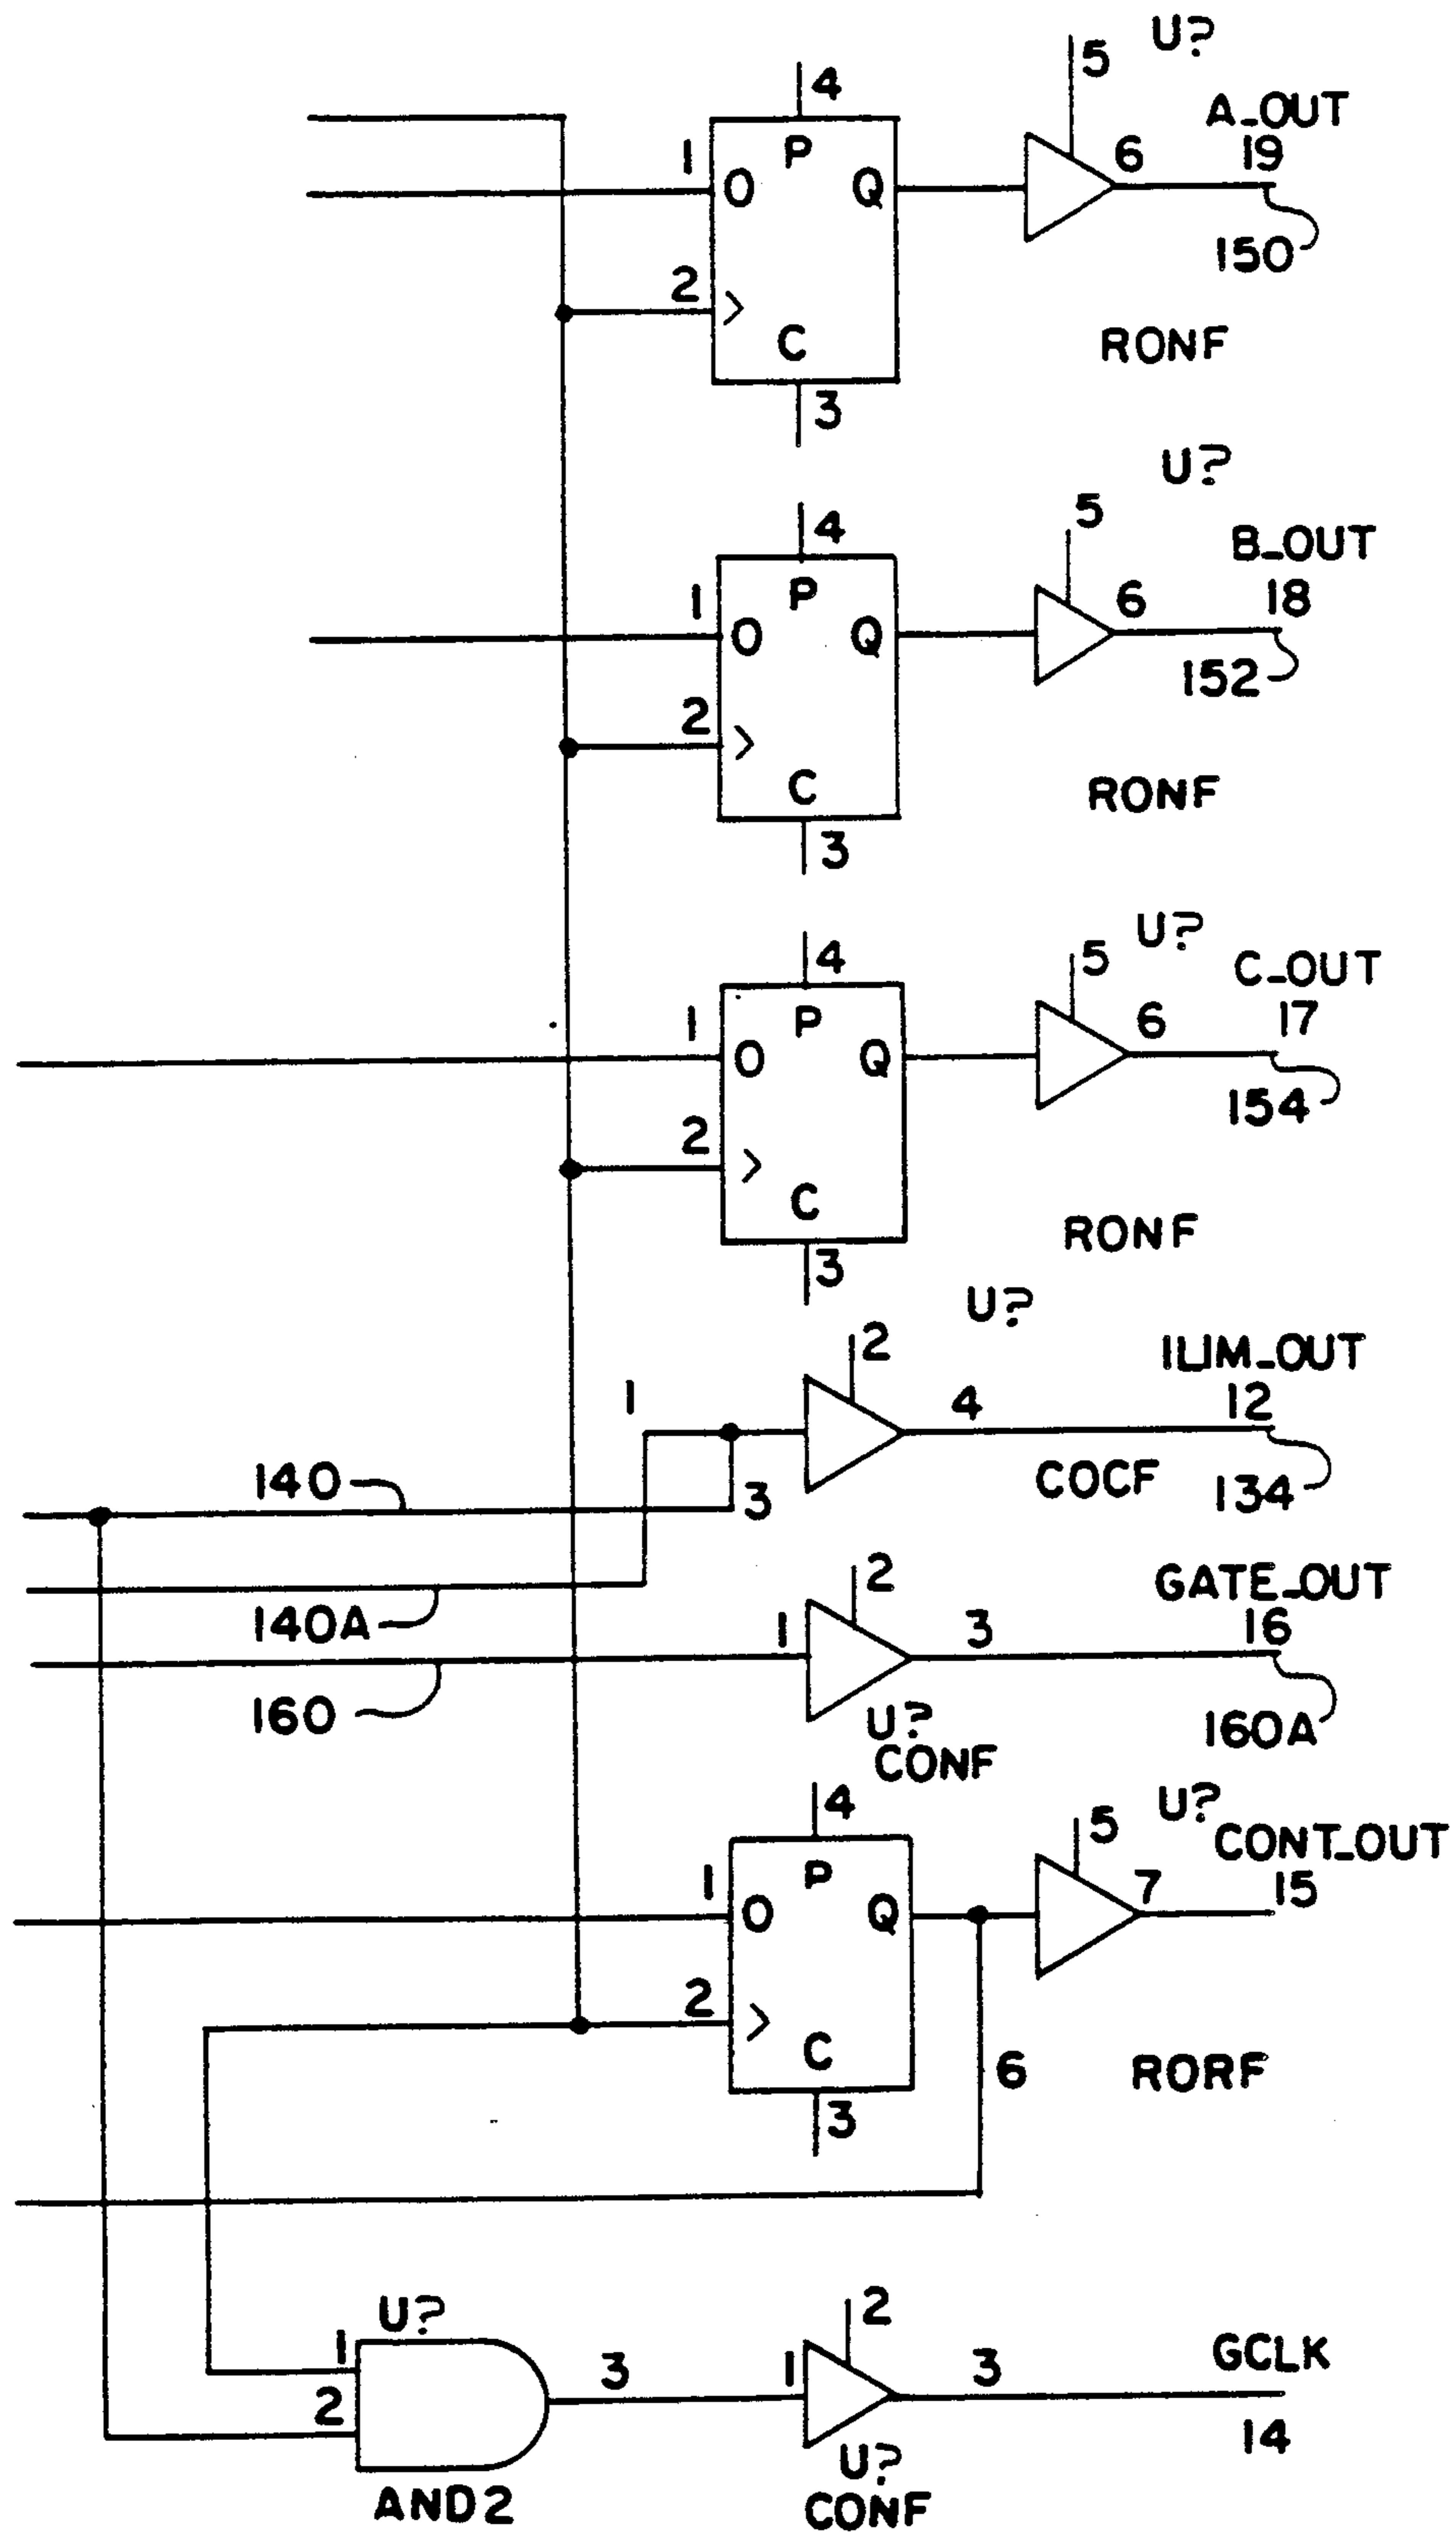 U?
5
4
A_OUT
1
P
6
19
O
Q
150
2
>
C
RONF
3
U?
5
4
B_OUT
1
P
6
18
O
Q
152
2
>
C
RONF
3
U?
5
4
C_OUT
1
P
6
17
O
Q
154
2
>
C
RONF
3
U?
2
ILIM_OUT
1
4
12
140
3
COCF
134
2
GATE_OUT
140A
1
3
16
160
U?
160A
CONF
4
U?
5
CONT_OUT
1
P
7
15
O
Q
2
>
C
6
RORF
3
U?
2
GCLK
1
3
1
3
2
14
U?
AND2
CONF